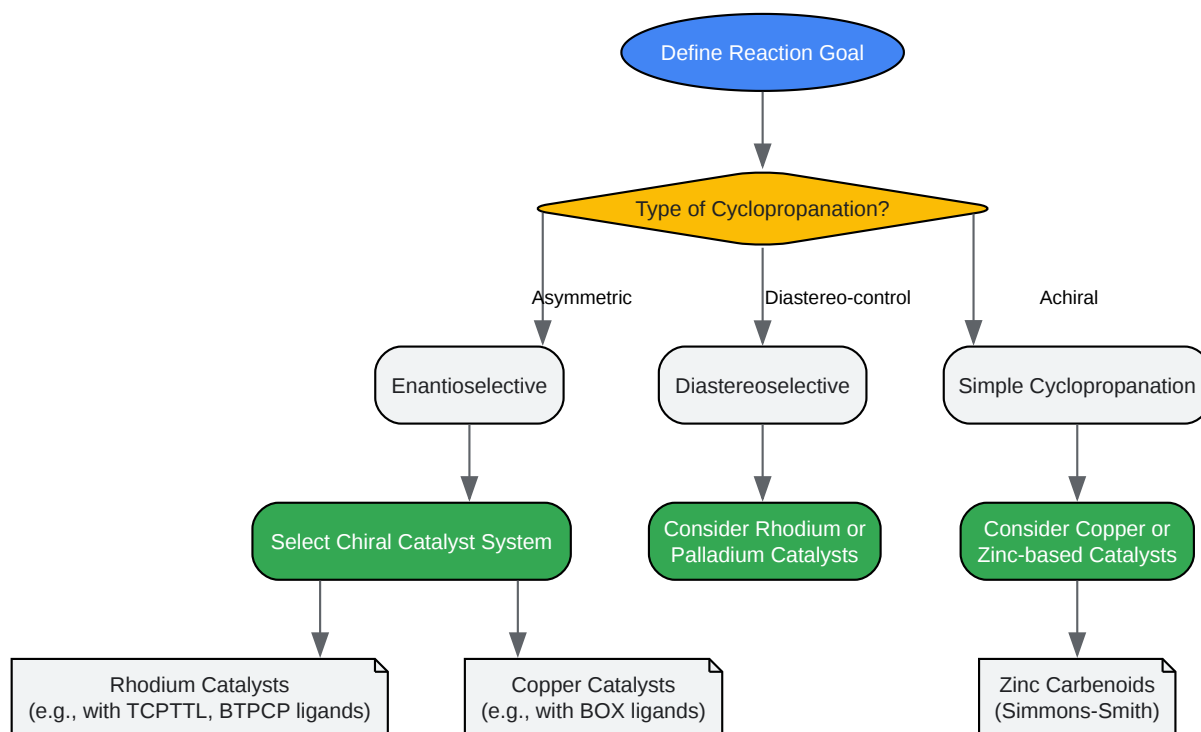 Define Reaction Goal
Type of Cyclopropanation?
Asymmetric
Diastereo-control
Achiral
Enantioselective
Diastereoselective
Simple Cyclopropanation
Select Chiral Catalyst System
Consider Rhodium or
Palladium Catalysts
Consider Copper or
Zinc-based Catalysts
Rhodium Catalysts
(e.g., with TCPTTL, BTPCP ligands)
Copper Catalysts
(e.g., with BOX ligands)
Zinc Carbenoids
(Simmons-Smith)